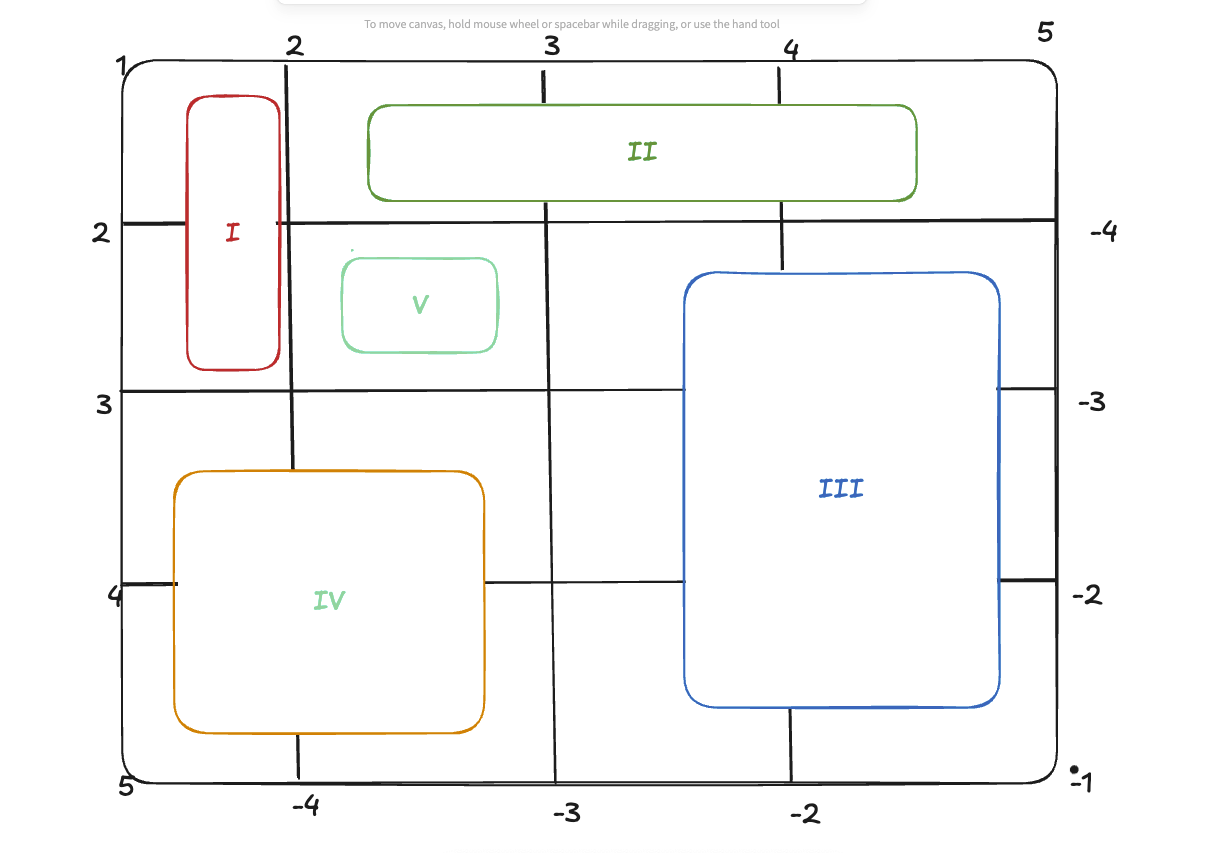 To move canvas, hold mouse wheel or spacebar while dragging, or use the hand tool
1 2 3 4 5
II
2 I -4
V
3 -3
III
4 IV -2
5 -1
-4 -3 -2